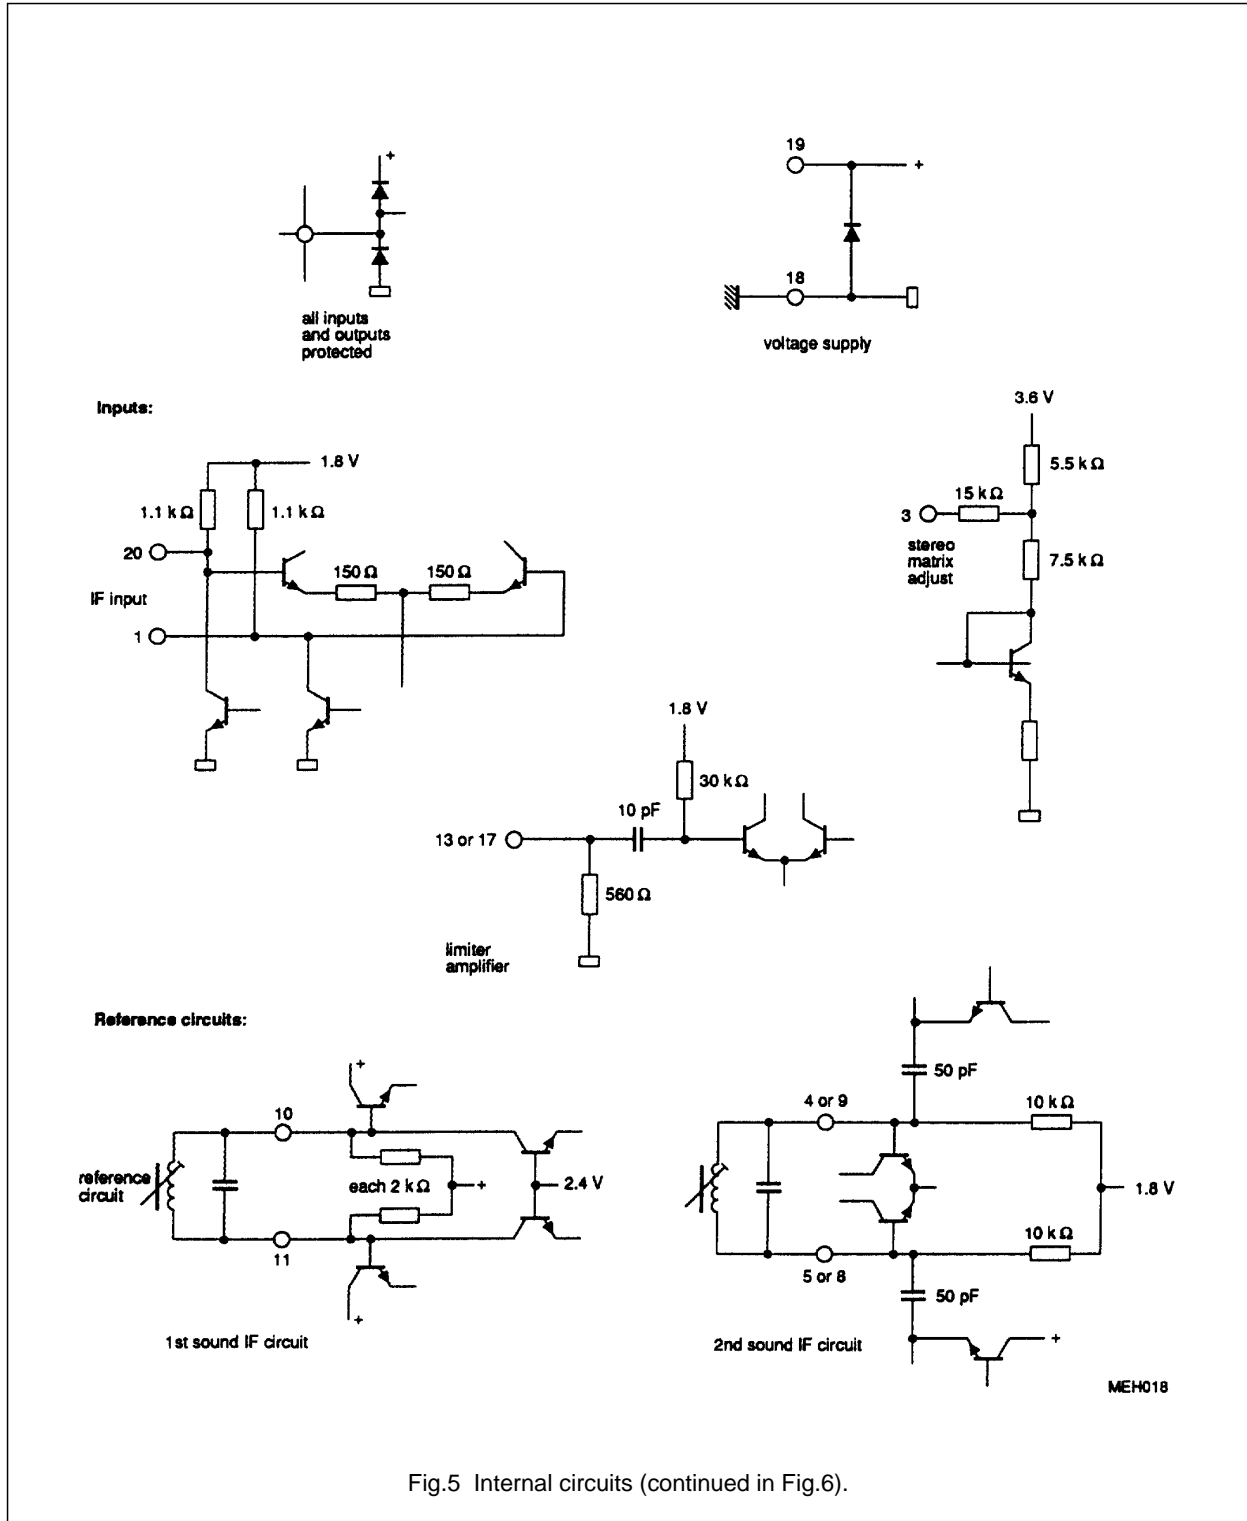 19
+
+
18
all inputs
and outputs
protected
voltage supply
Inputs:
3.6 V
1.8 V
5.5 kΩ
1.1 kΩ
1.1 kΩ
15 kΩ
3
20
stereo
matrix
adjust
7.5 kΩ
150 Ω
150 Ω
IF input
1
1.8 V
30 kΩ
10 pF
13 or 17
560 Ω
limiter
amplifier
Reference circuits:
+
50 pF
10
4 or 9
10 kΩ
reference
circuit
each 2 kΩ
+
2.4 V
1.8 V
10 kΩ
11
5 or 8
50 pF
+
+
1st sound IF circuit
2nd sound IF circuit
MEH018
Fig.5 Internal circuits (continued in Fig.6).